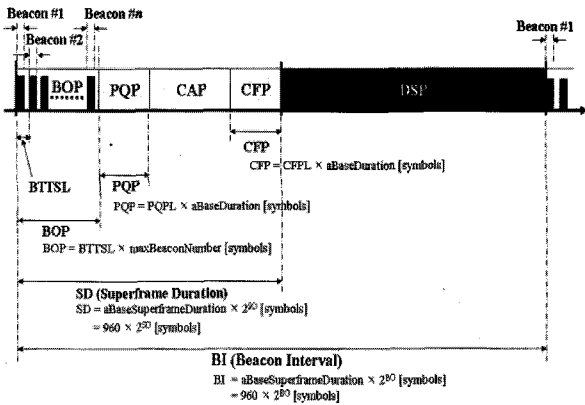 Beacon #1
Beacon #n
Beacon #2
Beacon #1
BOP
PQP
CAP
CFP
DSP
CFP
CFP = CFPL × aBaseDuration [symbols]
BTTSL
PQP
PQP = PQPL × aBaseDuration [symbols]
BOP
BOP = BTTSL × maxBeaconNumber [symbols]
SD (Superframe Duration)
SD = aBaseSuperframeDuration × 2^SO [symbols]
= 960 × 2^SO [symbols]
BI (Beacon Interval)
BI = aBaseSuperframeDuration × 2^BO [symbols]
= 960 × 2^BO [symbols]